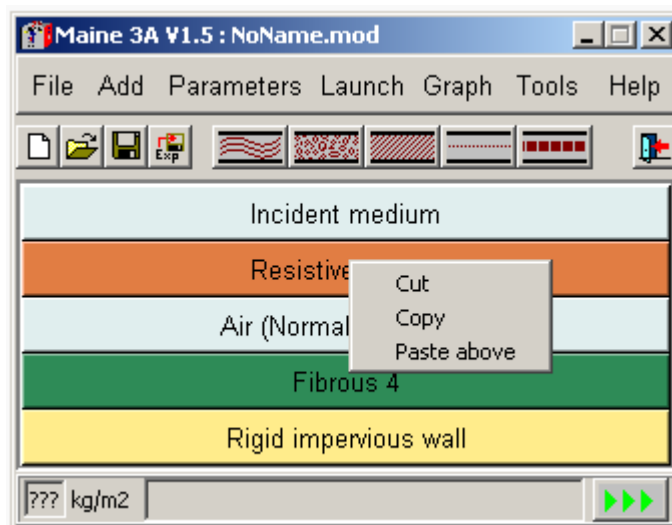 Maine 3A V1.5 : NoName.mod
File Add Parameters Launch Graph Tools Help
Exp
Incident medium
Resistive
Cut
Air (Normal
Copy
Paste above
Fibrous 4
Rigid impervious wall
??? kg/m2